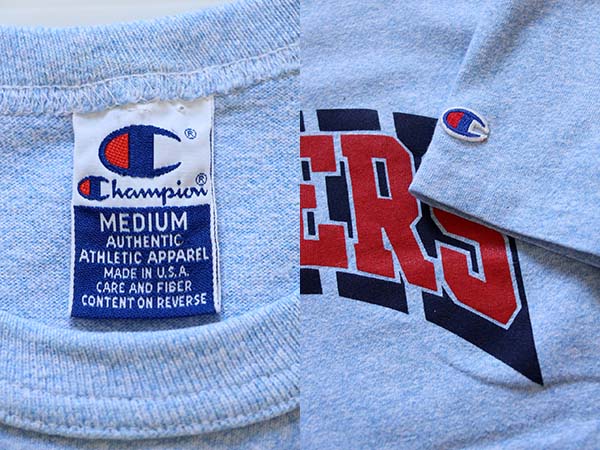 ®
Champion®
MEDIUM
AUTHENTIC
ATHLETIC APPAREL
MADE IN U.S.A.
CARE AND FIBER
CONTENT ON REVERSE
ERS